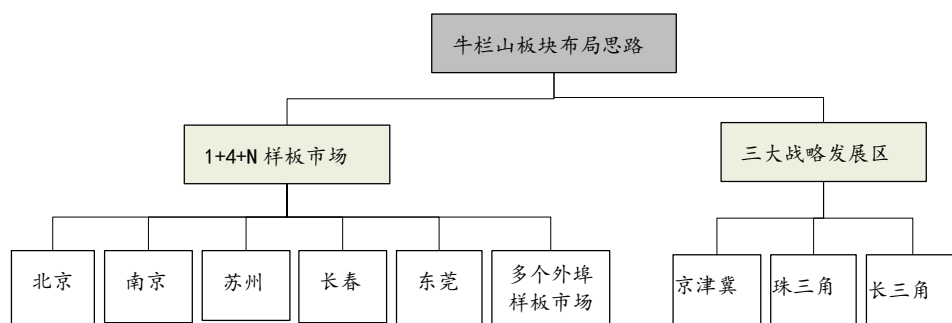 牛栏山板块布局思路
1+4+N 样板市场
三大战略发展区
北京
南京
苏州
长春
东莞
多个外埠
样板市场
京津冀
珠三角
长三角